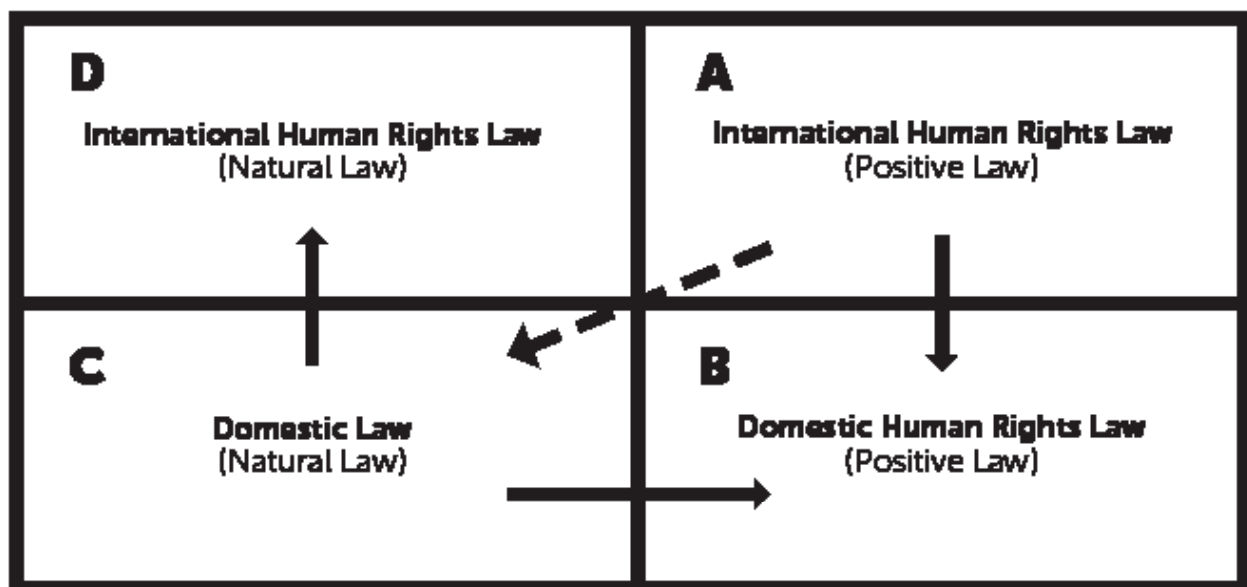 D
International Human Rights Law
(Natural Law)
A
International Human Rights Law
(Positive Law)
C
Domestic Law
(Natural Law)
B
Domestic Human Rights Law
(Positive Law)